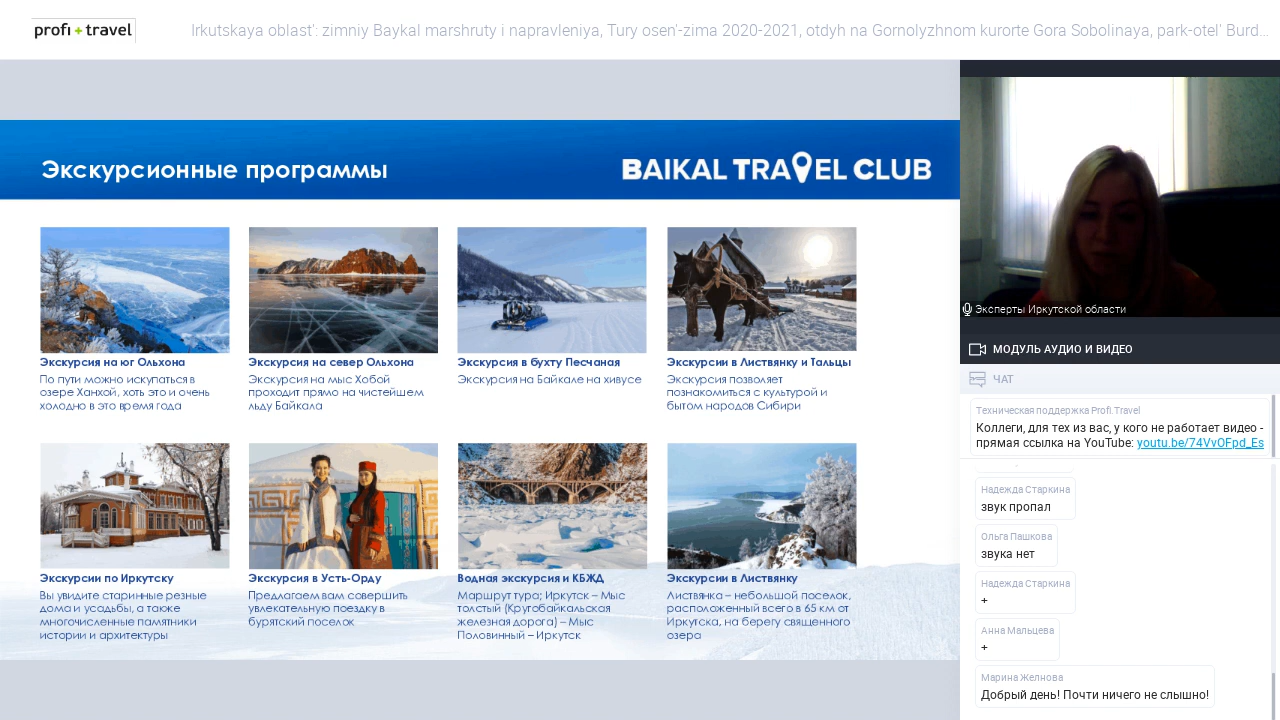 profi + travel
Irkutskaya oblast': zimniy Baykal marshruty i napravleniya, Tury osen'-zima 2020-2021, otdyh na Gornolyzhnom kurorte Gora Sobolinaya, park-otel' Burd...
Экскурсионные программы
BAIKAL TRAVEL CLUB
Экскурсия на юг Ольхона
По пути можно искупаться в
озере Ханхой, хоть это и очень
холодно в это время года
Экскурсия на север Ольхона
Экскурсия на мыс Хобой
проходит прямо на чистейшем
льду Байкала
Экскурсия в бухту Песчаная
Экскурсия на Байкале на хивусе
Экскурсии в Листвянку и Тальцы
Экскурсия позволяет
познакомиться с культурой и
бытом народов Сибири
Экскурсии по Иркутску
Вы увидите старинные резные
дома и усадьбы, а также
многочисленные памятники
истории и архитектуры
Экскурсия в Усть-Орду
Предлагаем вам совершить
увлекательную поездку в
бурятский поселок
Водная экскурсия и КБЖД
Маршрут тура: Иркутск – Мыс
толстый (Кругобайкальская
железная дорога) – Мыс
Половинный – Иркутск
Экскурсии в Листвянку
Листвянка – небольшой поселок,
расположенный всего в 65 км от
Иркутска, на берегу священного
озера
Эксперты Иркутской области
МОДУЛЬ АУДИО И ВИДЕО
ЧАТ
Техническая поддержка Profi.Travel
Коллеги, для тех из вас, у кого не работает видео -
прямая ссылка на YouTube: youtu.be/74VvOFpd_Es
Надежда Старкина
звук пропал
Ольга Пашкова
звука нет
Надежда Старкина
+
Анна Мальцева
+
Марина Желнова
Добрый день! Почти ничего не слышно!